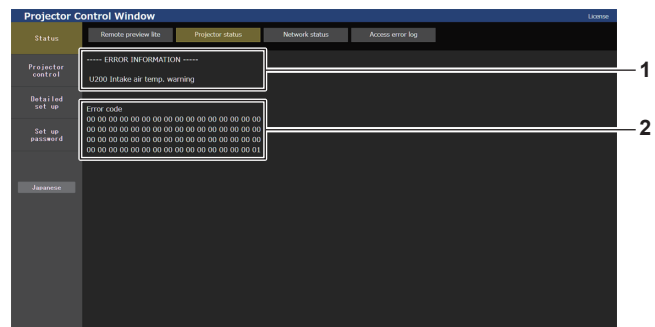 Projector Control Window
License
Status
Remote preview lite
Projector status
Network status
Access error log
Projector
control
Detailed
set up
Set up
password
Japanese
----- ERROR INFORMATION -----
U200 Intake air temp. warning
Error code
00 00 00 00 00 00 00 00 00 00 00 00 00 00 00 00
00 00 00 00 00 00 00 00 00 00 00 00 00 00 00 00
00 00 00 00 00 00 00 00 00 00 00 00 00 00 00 00
00 00 00 00 00 00 00 00 00 00 00 00 00 00 00 01
1
2